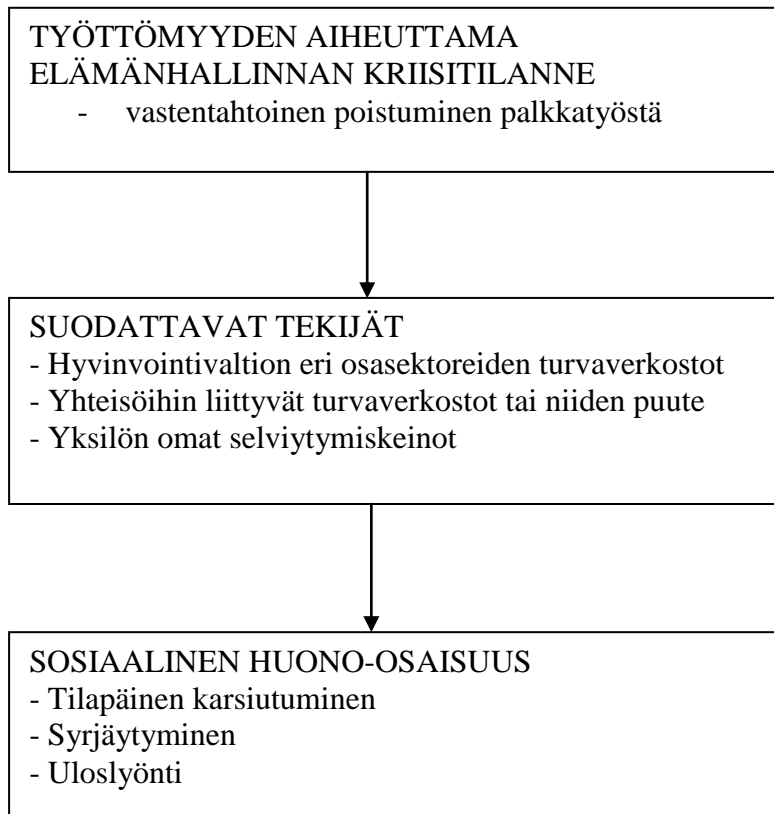 TYÖTTÖMYYDEN AIHEUTTAMA
ELÄMÄNHALLINNAN KRIISITILANNE
- vastentahtoinen poistuminen palkkatyöstä
SUODATTAVAT TEKIJÄT
- Hyvinvointivaltion eri osasektoreiden turvaverkostot
- Yhteisöihin liittyvät turvaverkostot tai niiden puute
- Yksilön omat selviytymiskeinot
SOSIAALINEN HUONO-OSAISUUS
- Tilapäinen karsiutuminen
- Syrjäytyminen
- Uloslyönti